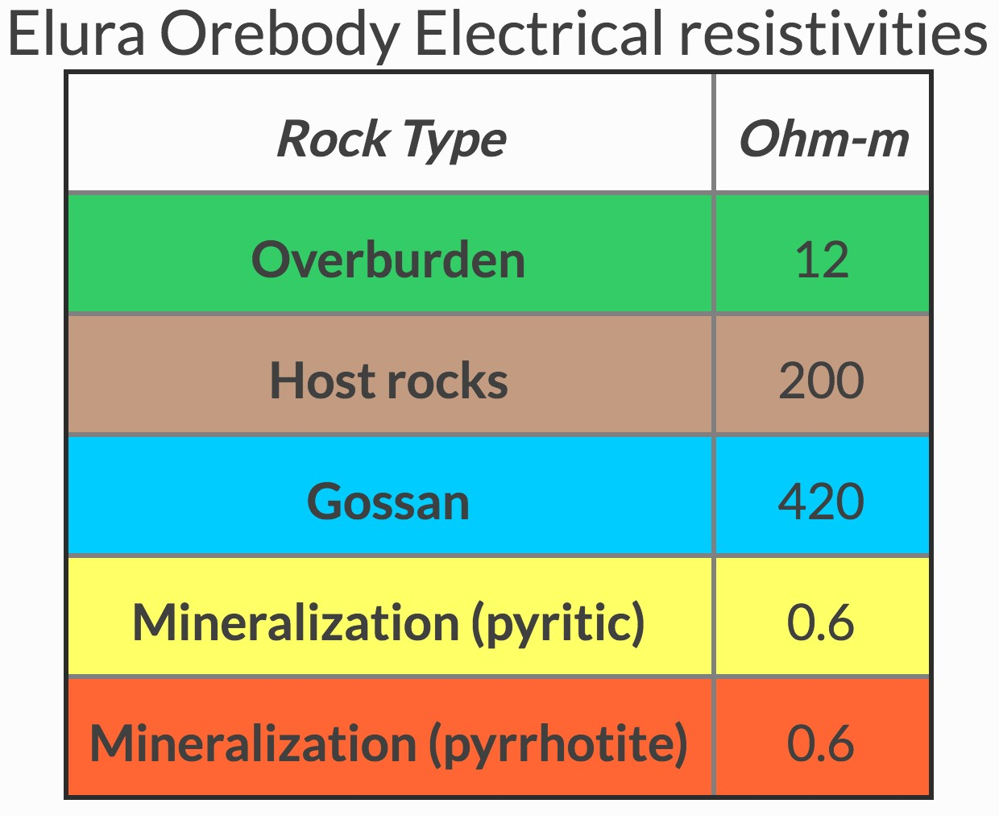 Elura Orebody Electrical resistivities
Rock Type Ohm-m
Overburden 12
Host rocks 200
Gossan 420
Mineralization (pyritic) 0.6
Mineralization (pyrrhotite) 0.6